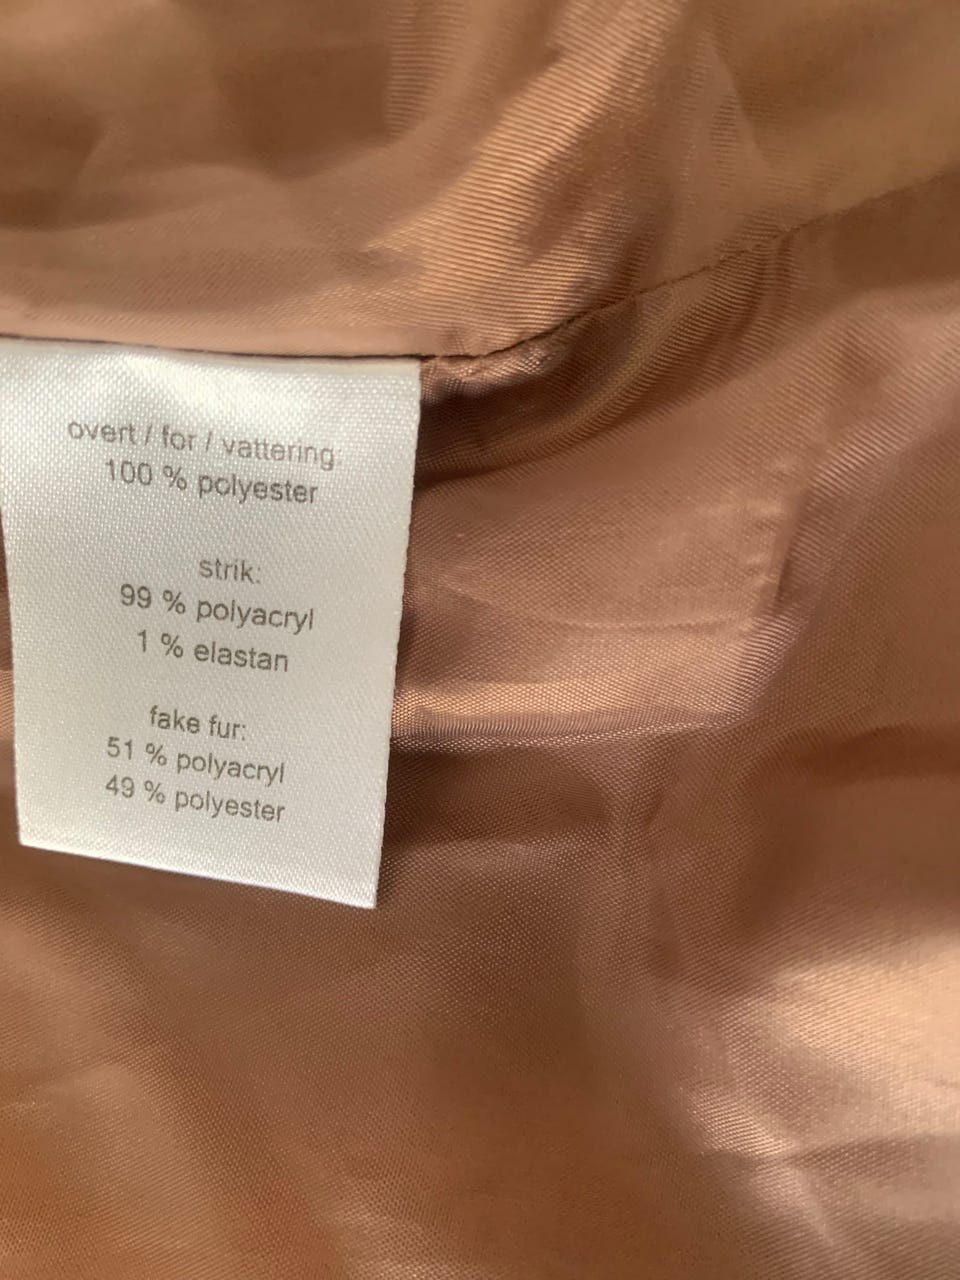 overt / for / vattering:
100 % polyester
strik:
99 % polyacryl
1 % elastan
fake fur:
51 % polyacryl
49 % polyester